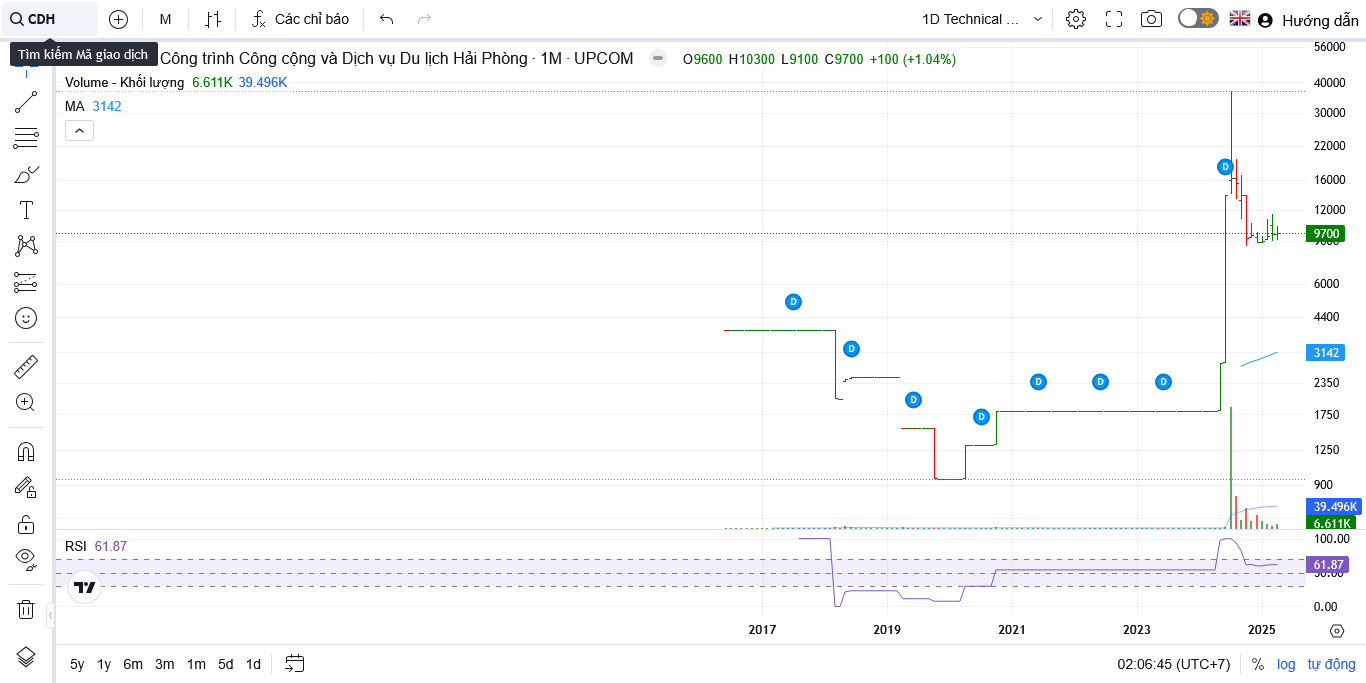 CDH M Các chỉ báo 1D Technical ... Hướng dẫn
Tìm kiếm Mã giao dịch
Công trình Công cộng và Dịch vụ Du lịch Hải Phòng · 1M · UPCOM O9600 H10300 L9100 C9700 +100 (+1.04%)
Volume - Khối lượng 6.611K 39.496K
MA 3142
56000
40000
30000
22000
16000
D
12000
9700
6000
D
4400
D
3142
D D D
2350
D
D
1750
1250
900
39.496K
6.611K
RSI 61.87
100.00
61.87
50.00
0.00
2017 2019 2021 2023 2025
5y 1y 6m 3m 1m 5d 1d 02:06:45 (UTC+7) % log tự động